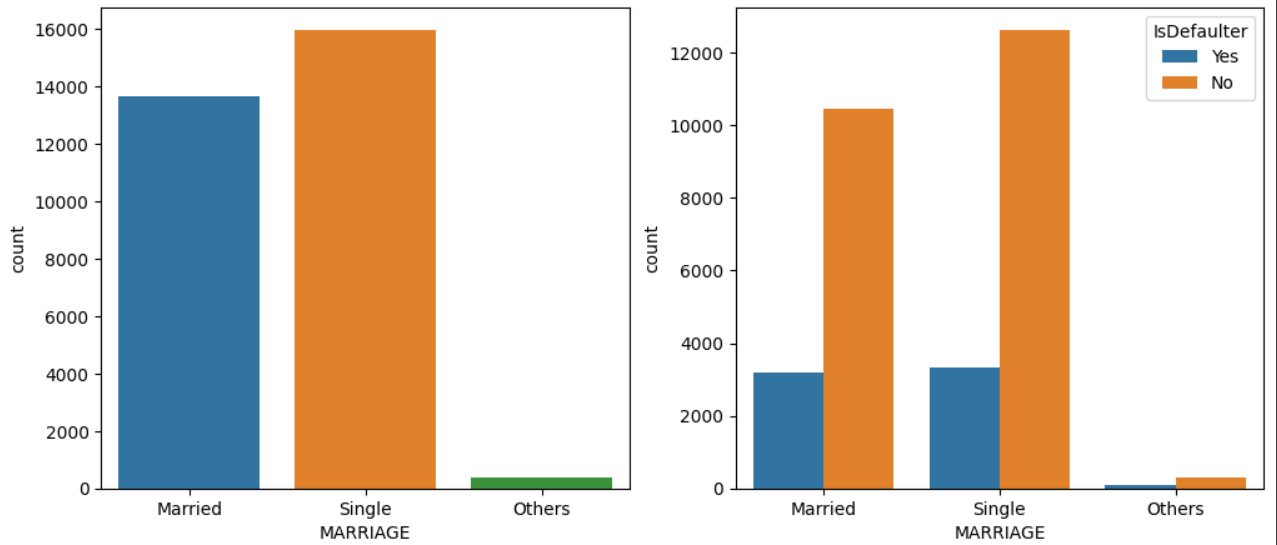 16000
14000
12000
10000
8000
6000
4000
2000
0
count
Married Single Others
MARRIAGE
12000
10000
8000
6000
4000
2000
0
count
IsDefaulter
Yes
No
Married Single Others
MARRIAGE